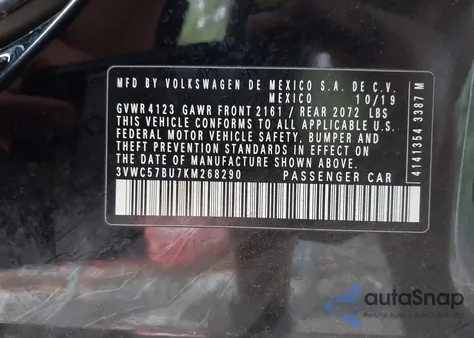 MFD BY VOLKSWAGEN DE MEXICO S.A. DE C.V.
MEXICO 10/19
GVWR 4123 GAWR FRONT 2161 / REAR 2072 LBS
THIS VEHICLE CONFORMS TO ALL APPLICABLE U.S.
FEDERAL MOTOR VEHICLE SAFETY, BUMPER AND
THEFT PREVENTION STANDARDS IN EFFECT ON THE
DATE OF MANUFACTURE SHOWN ABOVE.
3VWC57BU7KM268290 PASSENGER CAR
4141354 3387 M
autoSnap